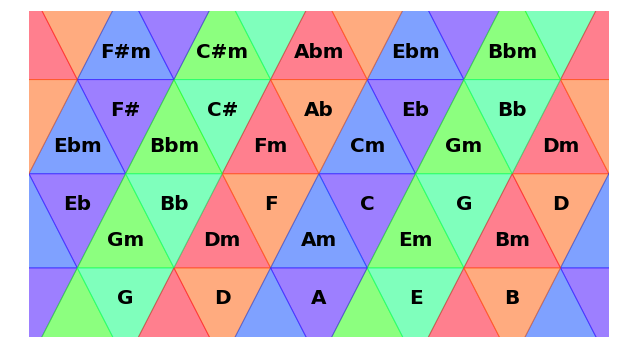 F#m C#m Abm Ebm Bbm
F# C# Ab Eb Bb
Ebm Bbm Fm Cm Gm Dm
Eb Bb F C G D
Gm Dm Am Em Bm
G D A E B